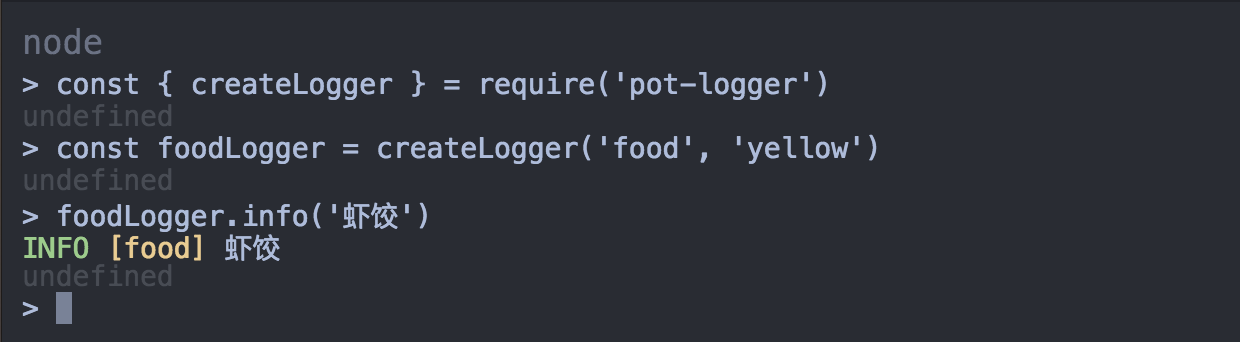 node
> const { createLogger } = require('pot-logger')
undefined
> const foodLogger = createLogger('food', 'yellow')
undefined
> foodLogger.info('虾饺')
INFO [food] 虾饺
undefined
>